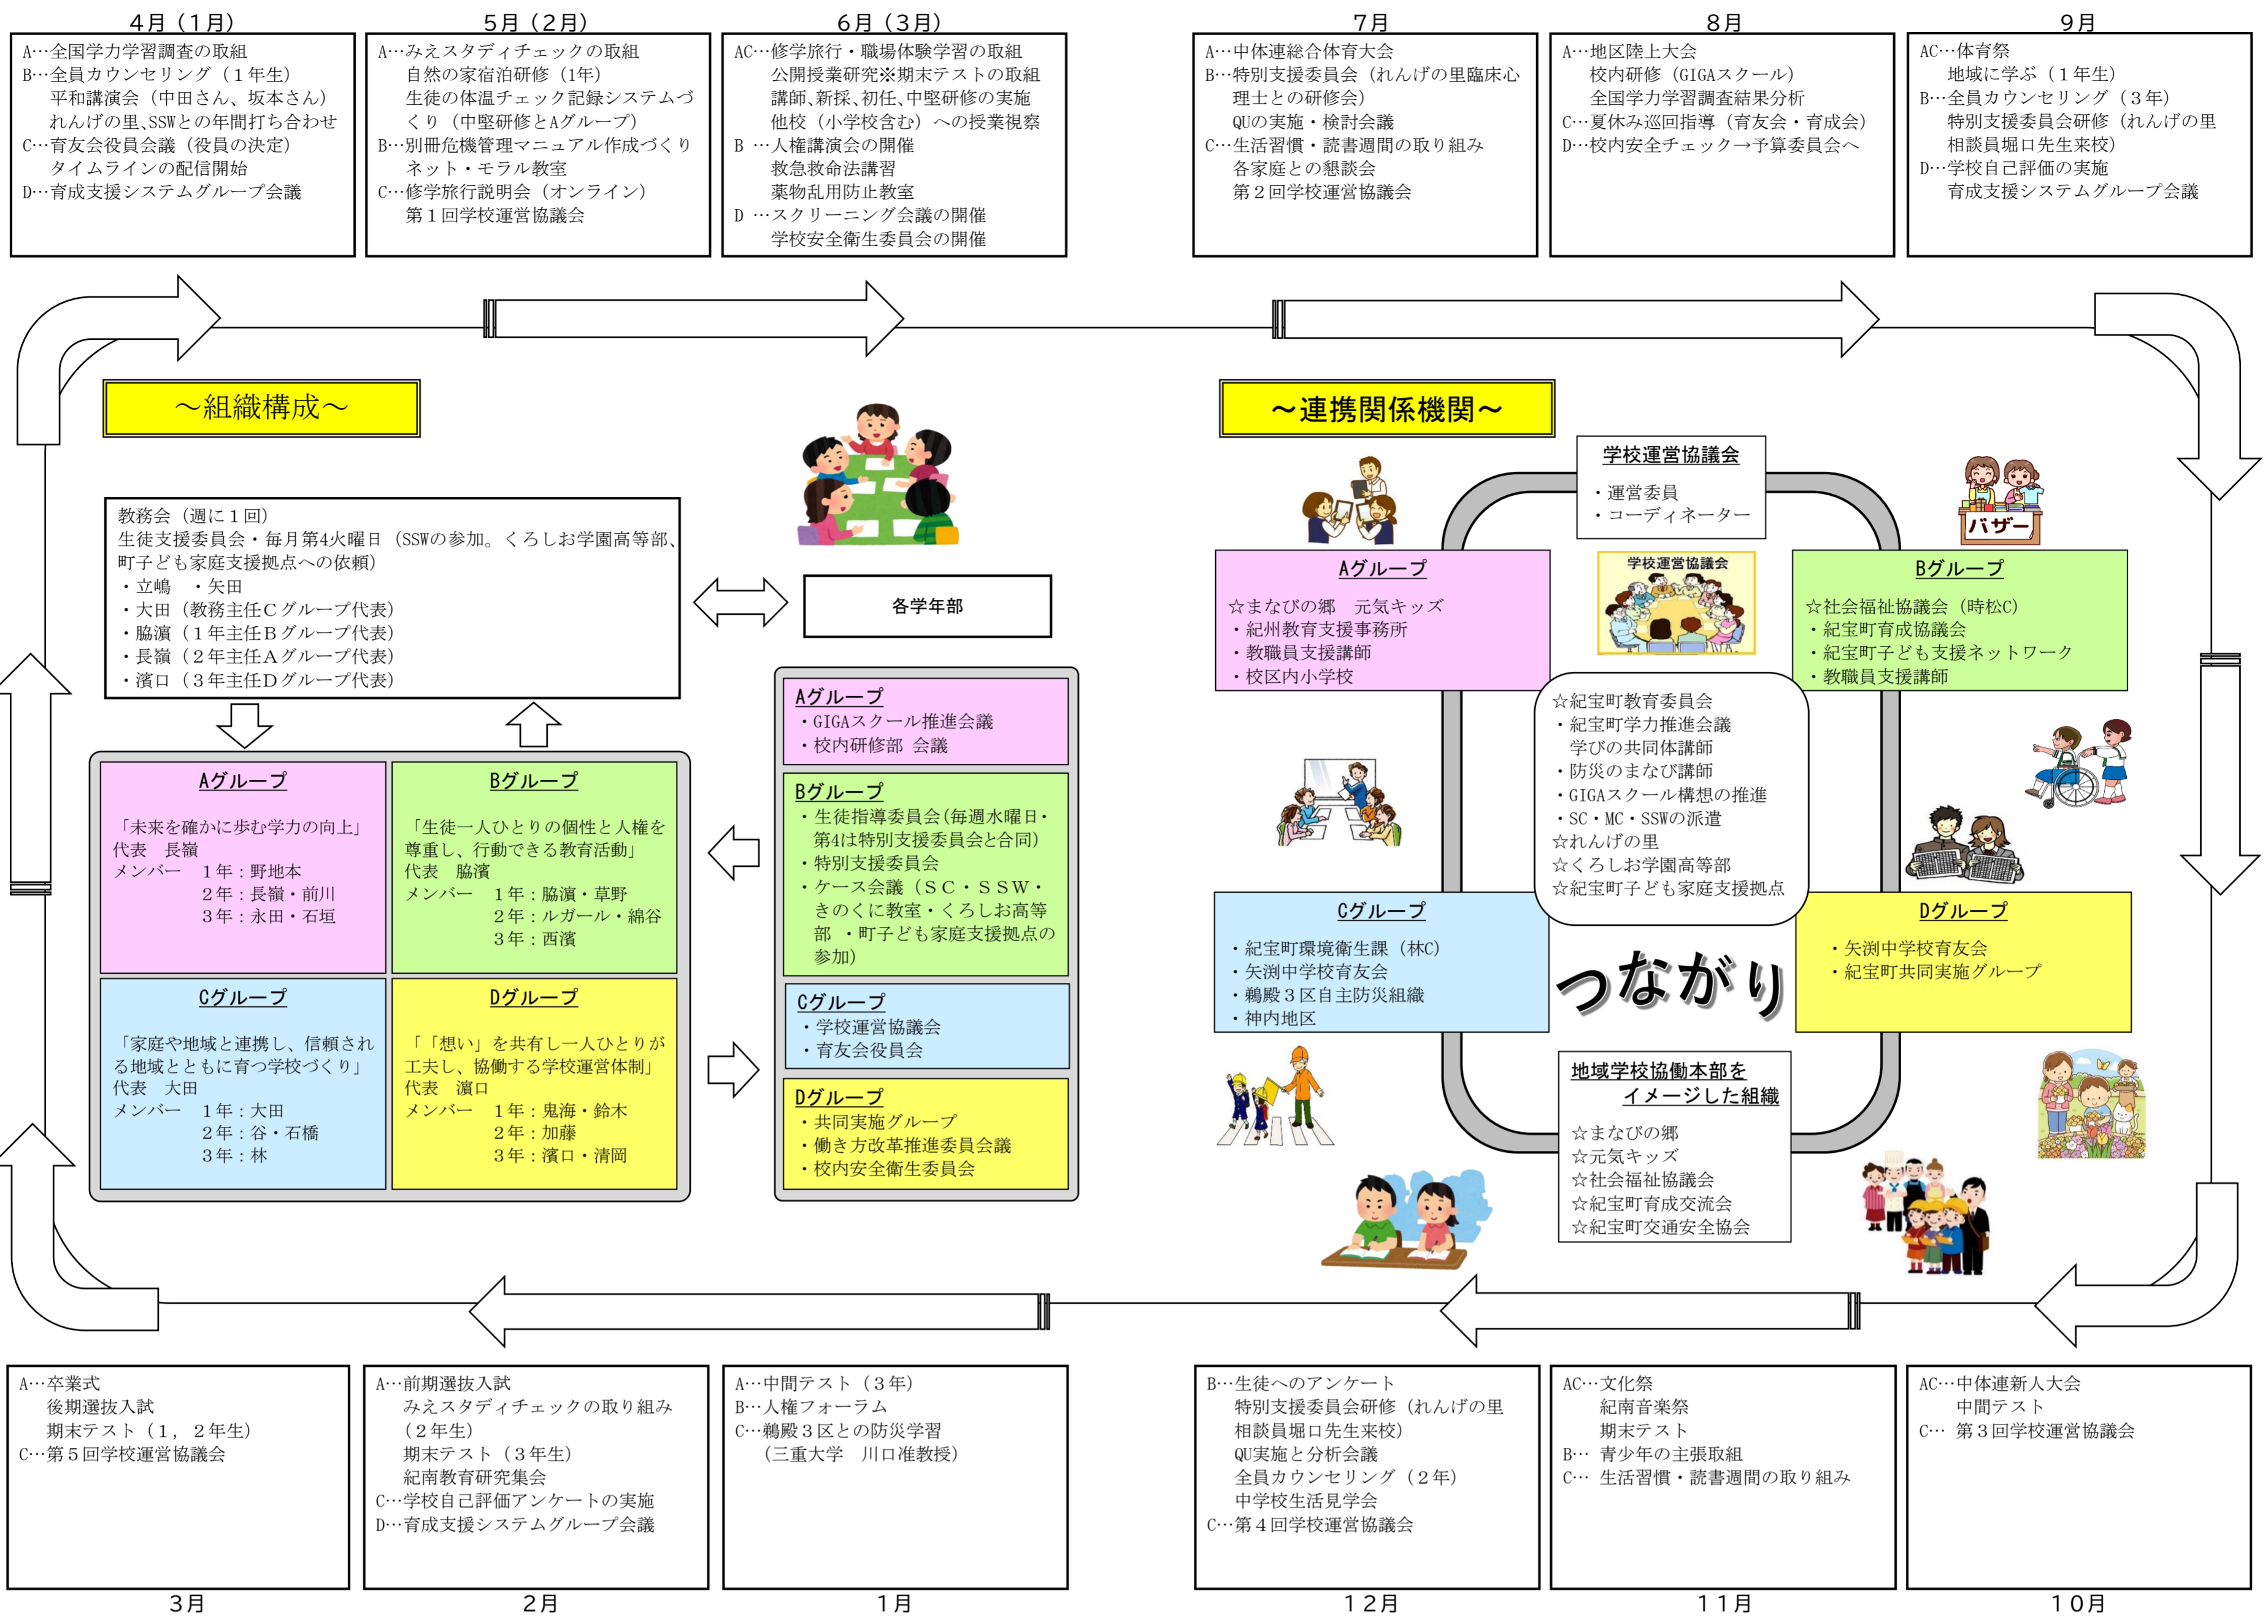 4月（1月）
A…全国学力学習調査の取組
B…全員カウンセリング（１年生）
平和講演会（中田さん、坂本さん）
れんげの里、SSWとの年間打ち合わせ
C…育友会役員会議（役員の決定）
タイムラインの配信開始
D…育成支援システムグループ会議
5月（2月）
A…みえスタディチェックの取組
自然の家宿泊研修（1年）
生徒の体温チェック記録システムづ
くり（中堅研修とAグループ）
B…別冊危機管理マニュアル作成づくり
ネット・モラル教室
C…修学旅行説明会（オンライン）
第１回学校運営協議会
6月（3月）
AC…修学旅行・職場体験学習の取組
公開授業研究※期末テストの取組
講師、新採、初任、中堅研修の実施
他校（小学校含む）への授業視察
B …人権講演会の開催
救急救命法講習
薬物乱用防止教室
D …スクリーニング会議の開催
学校安全衛生委員会の開催
7月
A…中体連総合体育大会
B…特別支援委員会（れんげの里臨床心
理士との研修会）
QUの実施・検討会議
C…生活習慣・読書週間の取り組み
各家庭との懇談会
第２回学校運営協議会
8月
A…地区陸上大会
校内研修（GIGAスクール）
全国学力学習調査結果分析
C…夏休み巡回指導（育友会・育成会）
D…校内安全チェック→予算委員会へ
9月
AC…体育祭
地域に学ぶ（１年生）
B…全員カウンセリング（３年）
特別支援委員会研修（れんげの里
相談員堀口先生来校）
D…学校自己評価の実施
育成支援システムグループ会議
～組織構成～
教務会（週に１回）
生徒支援委員会・毎月第4火曜日（SSWの参加。くろしお学園高等部、
町子ども家庭支援拠点への依頼）
・立嶋　・矢田
・大田（教務主任Ｃグループ代表）
・脇濵（１年主任Ｂグループ代表）
・長嶺（２年主任Ａグループ代表）
・濱口（３年主任Ｄグループ代表）
各学年部
Aグループ
「未来を確かに歩む学力の向上」
代表　長嶺
メンバー　１年：野地本
２年：長嶺・前川
３年：永田・石垣
Bグループ
「生徒一人ひとりの個性と人権を
尊重し、行動できる教育活動」
代表　脇濵
メンバー　１年：脇濵・草野
２年：ルガール・綿谷
３年：西濱
Cグループ
「家庭や地域と連携し、信頼され
る地域とともに育つ学校づくり」
代表　大田
メンバー　１年：大田
２年：谷・石橋
３年：林
Dグループ
「「想い」を共有し一人ひとりが
工夫し、協働する学校運営体制」
代表　濵口
メンバー　１年：鬼海・鈴木
２年：加藤
３年：濵口・清岡
Aグループ
・GIGAスクール推進会議
・校内研修部 会議
Bグループ
・生徒指導委員会（毎週水曜日・
第4は特別支援委員会と合同）
・特別支援委員会
・ケース会議（ＳＣ・ＳＳＷ・
きのくに教室・くろしお高等
部 ・町子ども家庭支援拠点の
参加）
Cグループ
・学校運営協議会
・育友会役員会
Dグループ
・共同実施グループ
・働き方改革推進委員会議
・校内安全衛生委員会
～連携関係機関～
学校運営協議会
・運営委員
・コーディネーター
バザー
Aグループ
☆まなびの郷　元気キッズ
・紀州教育支援事務所
・教職員支援講師
・校区内小学校
学校運営協議会
Bグループ
☆社会福祉協議会（時松C）
・紀宝町育成協議会
・紀宝町子ども支援ネットワーク
・教職員支援講師
☆紀宝町教育委員会
・紀宝町学力推進会議
学びの共同体講師
・防災のまなび講師
・GIGAスクール構想の推進
・SC・MC・SSWの派遣
☆れんげの里
☆くろしお学園高等部
☆紀宝町子ども家庭支援拠点
Cグループ
・紀宝町環境衛生課（林C）
・矢渕中学校育友会
・鵜殿３区自主防災組織
・神内地区
つながり
Dグループ
・矢渕中学校育友会
・紀宝町共同実施グループ
地域学校協働本部を
イメージした組織
☆まなびの郷
☆元気キッズ
☆社会福祉協議会
☆紀宝町育成交流会
☆紀宝町交通安全協会
A…卒業式
後期選抜入試
期末テスト（１，２年生）
C…第５回学校運営協議会
3月
A…前期選抜入試
みえスタディチェックの取り組み
（２年生）
期末テスト（３年生）
紀南教育研究集会
C…学校自己評価アンケートの実施
D…育成支援システムグループ会議
2月
A…中間テスト（３年）
B…人権フォーラム
C…鵜殿３区との防災学習
（三重大学　川口准教授）
1月
B…生徒へのアンケート
特別支援委員会研修（れんげの里
相談員堀口先生来校）
QU実施と分析会議
全員カウンセリング（２年）
中学校生活見学会
C…第４回学校運営協議会
12月
AC…文化祭
紀南音楽祭
期末テスト
B… 青少年の主張取組
C… 生活習慣・読書週間の取り組み
11月
AC…中体連新人大会
中間テスト
C… 第３回学校運営協議会
10月